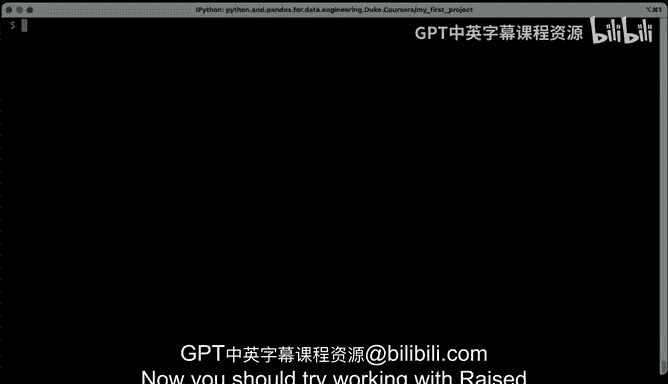 IPython: python.and.pandas.for.data.engineering.Duke.Coursers/my_first_project
⌥⌘1
$
GPT中英字幕课程资源 bilibili
GPT中英字幕课程资源@bilibili.com
Now you should try working with Raised